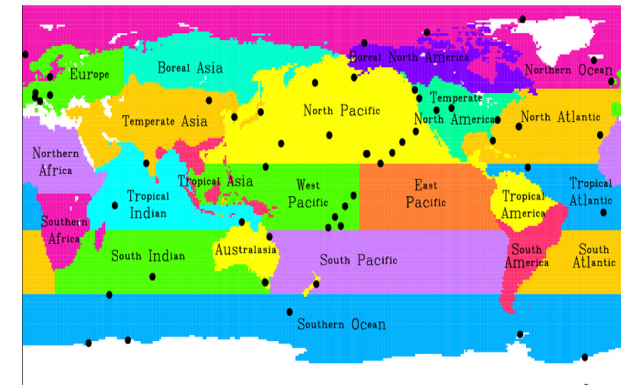 Boreal North America
Europe
Boreal Asia
Northern Ocean
Temperate
North America
North Pacific
North Atlantic
Temperate Asia
Northern
Africa
Tropical Asia
Tropical
Indian
West
Pacific
East
Pacific
Tropical
America
Tropical
Atlantic
Southern
Africa
South Indian
Australasia
South Pacific
South
America
South
Atlantic
Southern Ocean